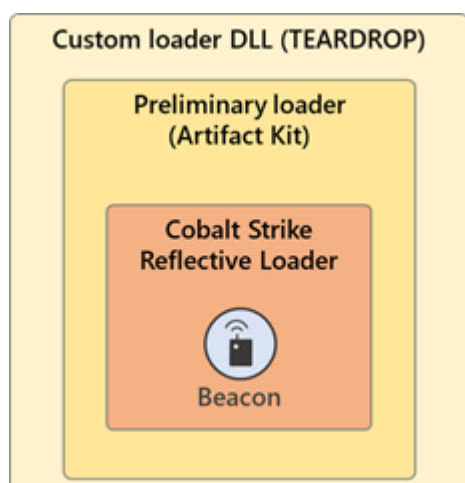 Custom loader DLL (TEARDROP)
Preliminary loader
(Artifact Kit)
Cobalt Strike
Reflective Loader
Beacon